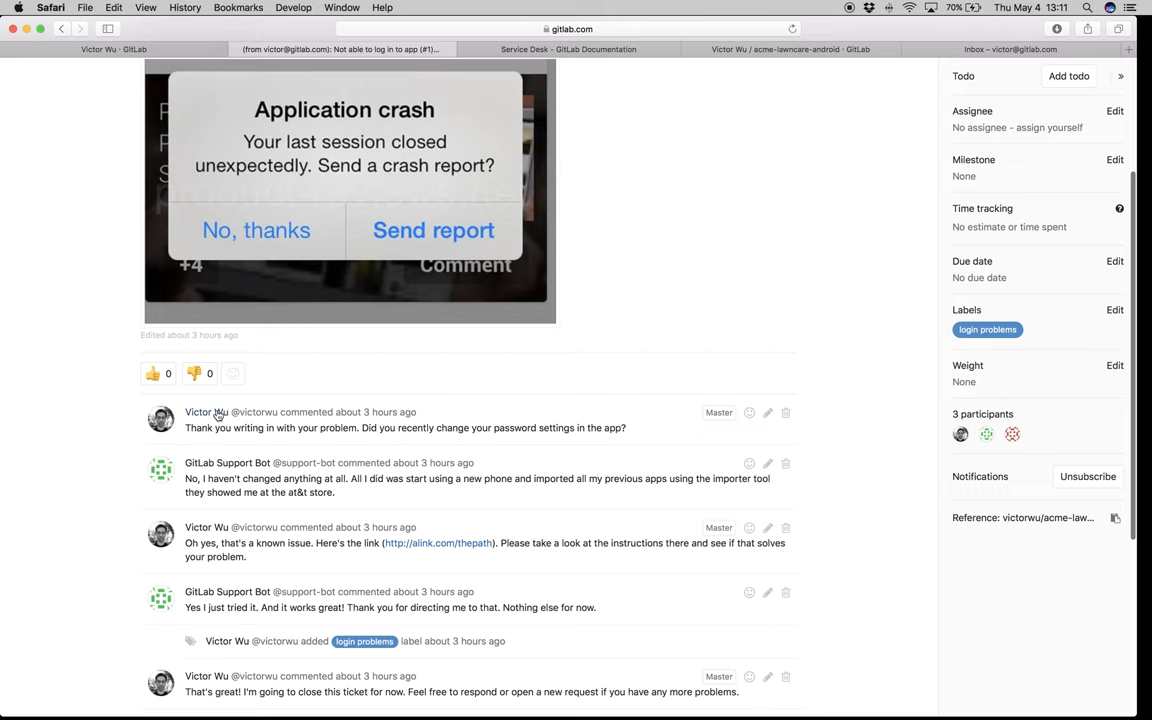 Safari File Edit View History Bookmarks Develop Window Help 70% Thu May 4 13:11
gitlab.com
Victor Wu · GitLab
(from victor@gitlab.com): Not able to log in to app (#1)...
Service Desk - GitLab Documentation
Victor Wu / acme-lawncare-android · GitLab
Inbox – victor@gitlab.com
Application crash
Your last session closed
unexpectedly. Send a crash report?
No, thanks Send report
+4 Comment
Edited about 3 hours ago
0 0
Victor Wu @victorwu commented about 3 hours ago Master
Thank you writing in with your problem. Did you recently change your password settings in the app?
GitLab Support Bot @support-bot commented about 3 hours ago
No, I haven't changed anything at all. All I did was start using a new phone and imported all my previous apps using the importer tool
they showed me at the at&t store.
Victor Wu @victorwu commented about 3 hours ago Master
Oh yes, that's a known issue. Here's the link (http://alink.com/thepath). Please take a look at the instructions there and see if that solves
your problem.
GitLab Support Bot @support-bot commented about 3 hours ago
Yes I just tried it. And it works great! Thank you for directing me to that. Nothing else for now.
Victor Wu @victorwu added login problems label about 3 hours ago
Victor Wu @victorwu commented about 3 hours ago Master
That's great! I'm going to close this ticket for now. Feel free to respond or open a new request if you have any more problems.
Todo Add todo »
Assignee Edit
No assignee - assign yourself
Milestone Edit
None
Time tracking
No estimate or time spent
Due date Edit
No due date
Labels Edit
login problems
Weight Edit
None
3 participants
Notifications Unsubscribe
Reference: victorwu/acme-law...